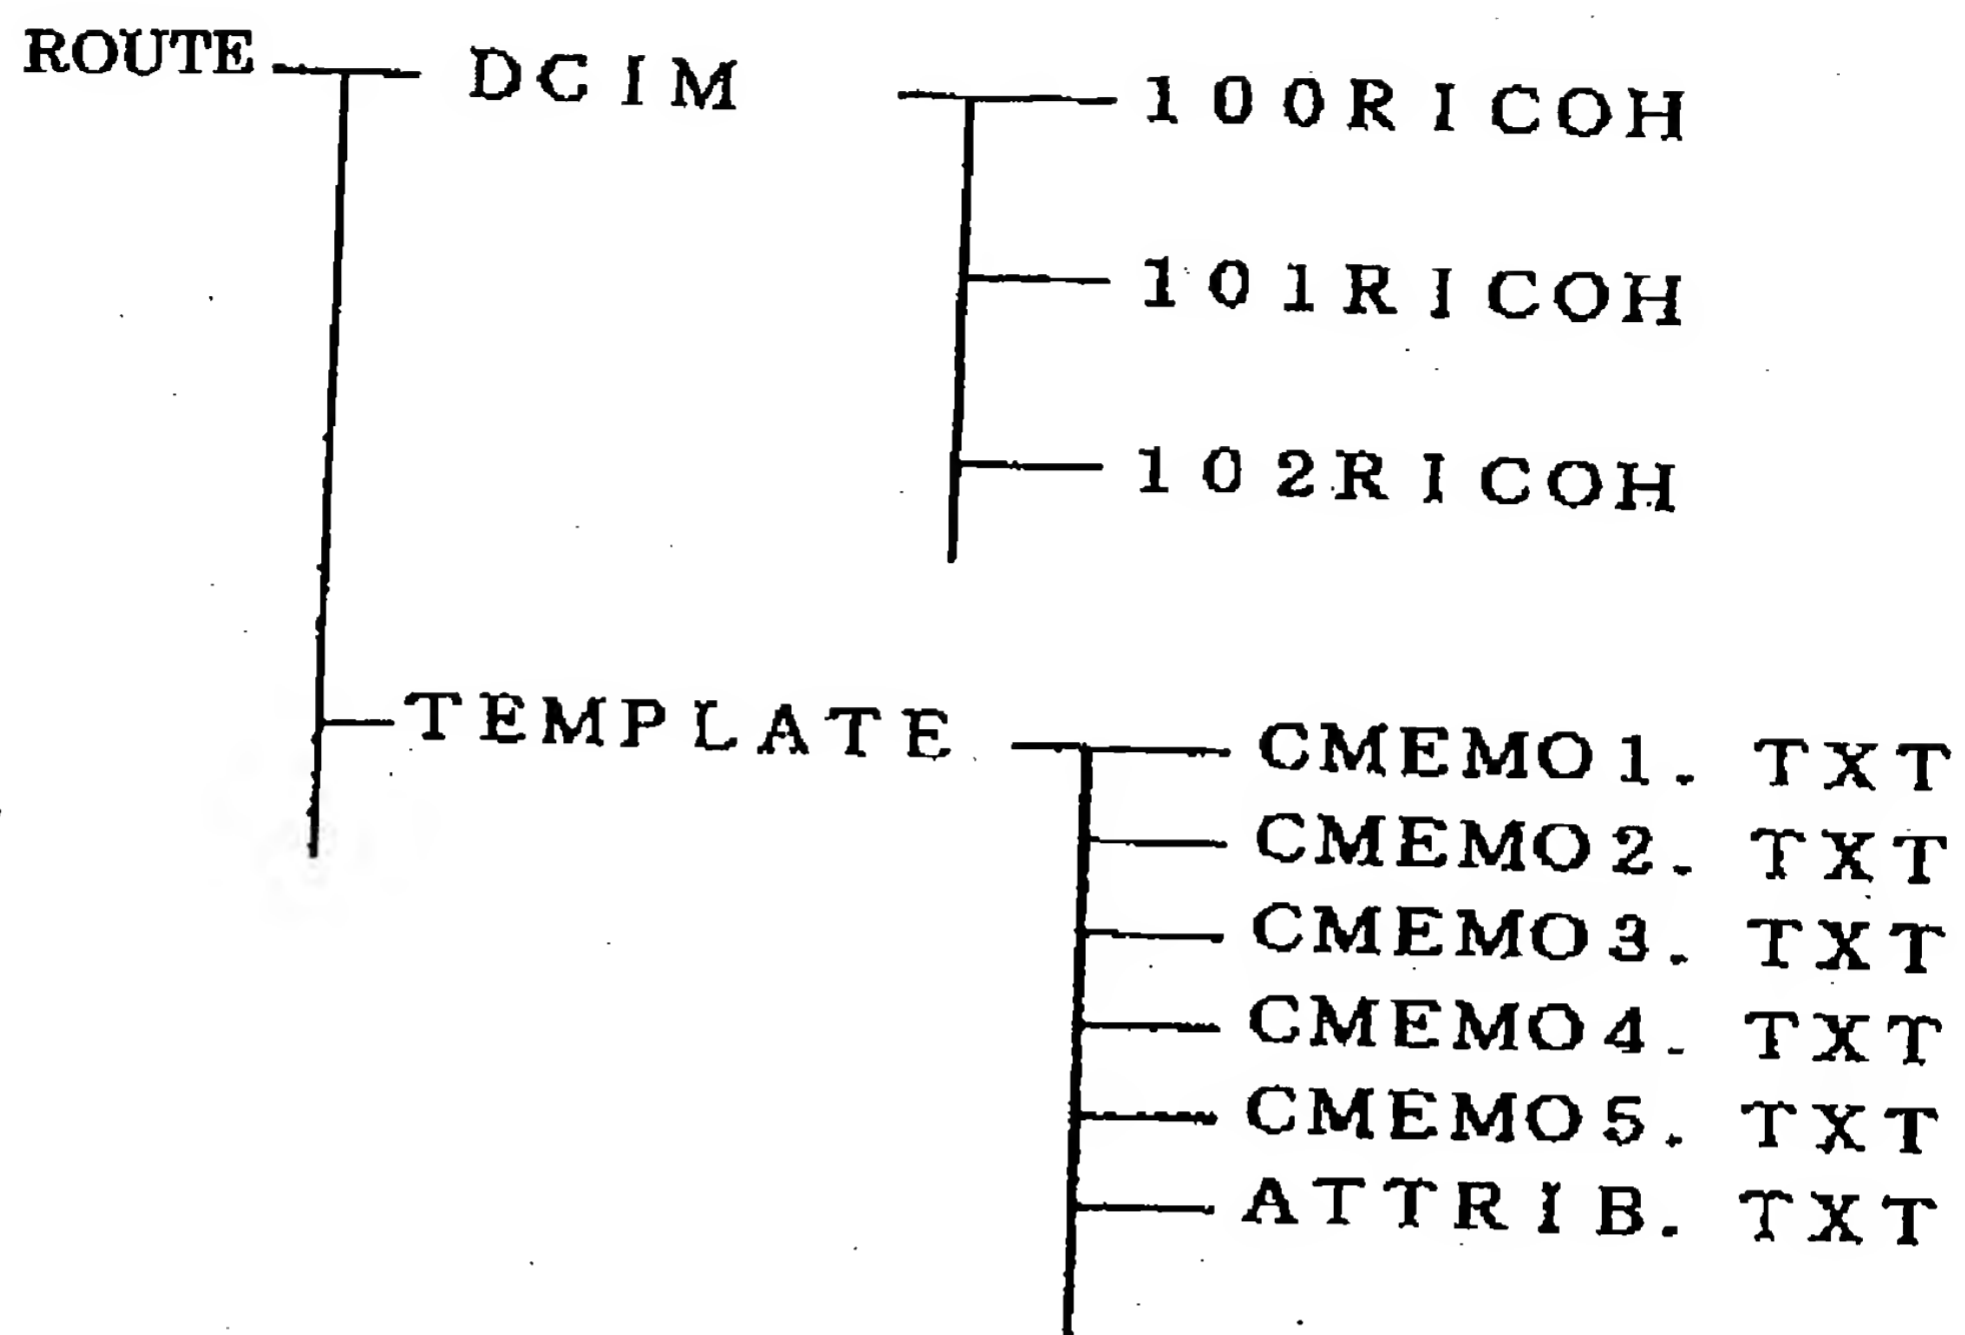 ROUTE DCIM 100RICOH
101RICOH
102RICOH
TEMPLATE CMEMO1. TXT
CMEMO2. TXT
CMEMO3. TXT
CMEMO4. TXT
CMEMO5. TXT
ATTRIB. TXT